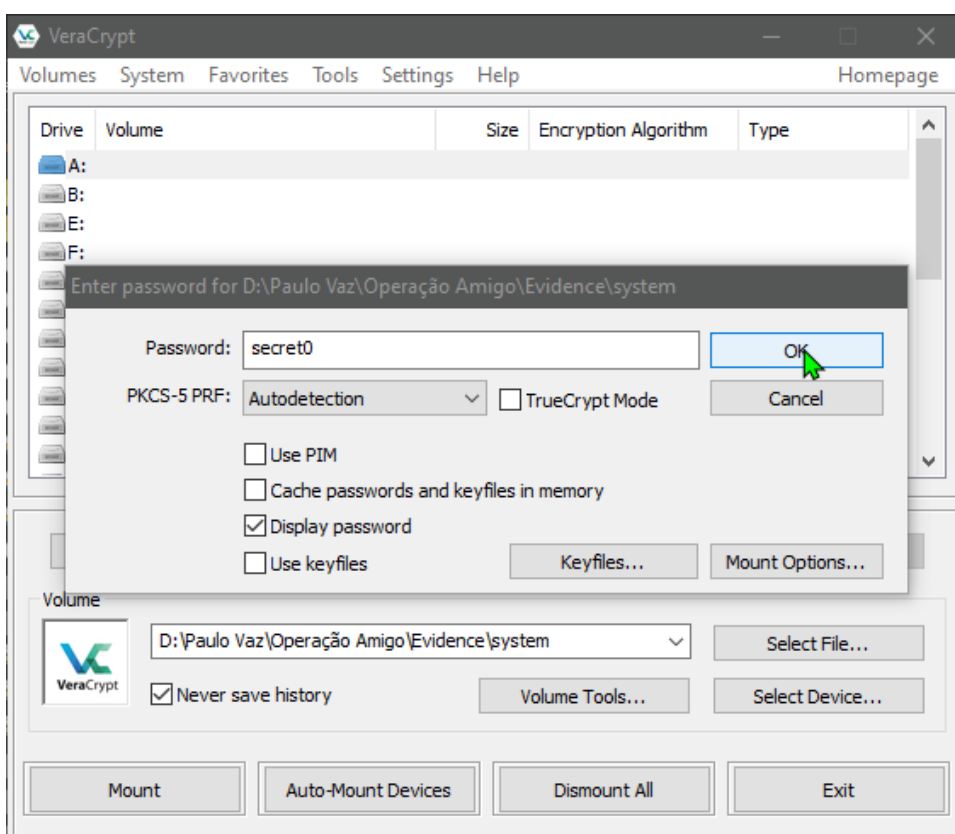 VeraCrypt
Volumes System Favorites Tools Settings Help Homepage
Drive Volume Size Encryption Algorithm Type
A:
B:
E:
F:
Enter password for D:\Paulo Vaz\Operação Amigo\Evidence\system
Password: secret0 OK
PKCS-5 PRF: Autodetection TrueCrypt Mode Cancel
Use PIM
Cache passwords and keyfiles in memory
Display password
Use keyfiles Keyfiles... Mount Options...
Volume
D:\Paulo Vaz\Operação Amigo\Evidence\system Select File...
VeraCrypt Never save history Volume Tools... Select Device...
Mount Auto-Mount Devices Dismount All Exit